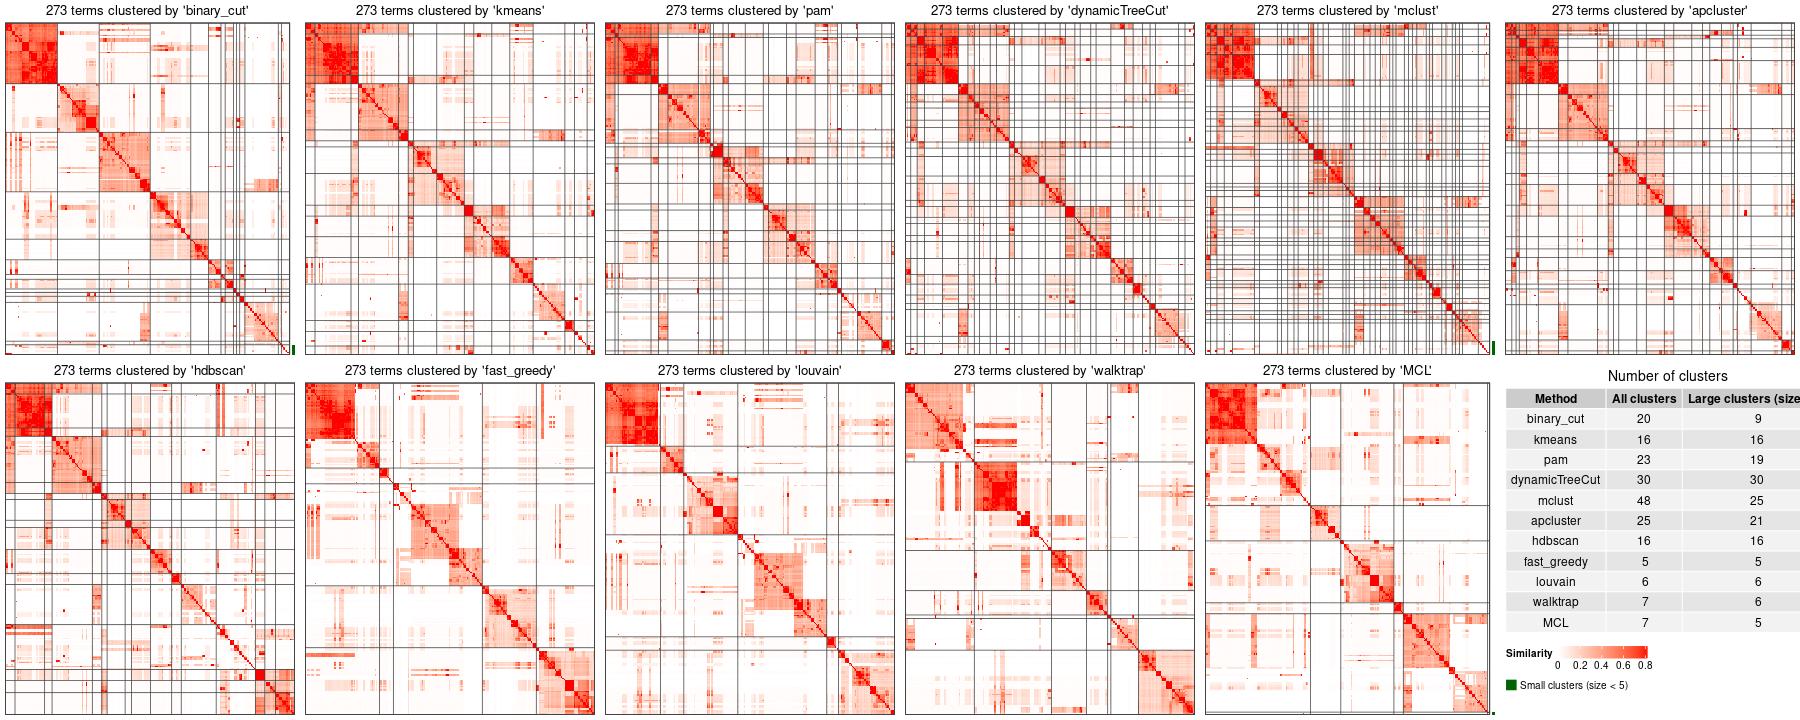 273 terms clustered by 'binary_cut'
273 terms clustered by 'kmeans'
273 terms clustered by 'pam'
273 terms clustered by 'dynamicTreeCut'
273 terms clustered by 'mclust'
273 terms clustered by 'apcluster'
273 terms clustered by 'hdbscan'
273 terms clustered by 'fast_greedy'
273 terms clustered by 'louvain'
273 terms clustered by 'walktrap'
273 terms clustered by 'MCL'
Number of clusters
Method All clusters Large clusters (size
binary_cut 20 9
kmeans 16 16
pam 23 19
dynamicTreeCut 30 30
mclust 48 25
apcluster 25 21
hdbscan 16 16
fast_greedy 5 5
louvain 6 6
walktrap 7 6
MCL 7 5
Similarity
0 0.2 0.4 0.6 0.8
Small clusters (size < 5)